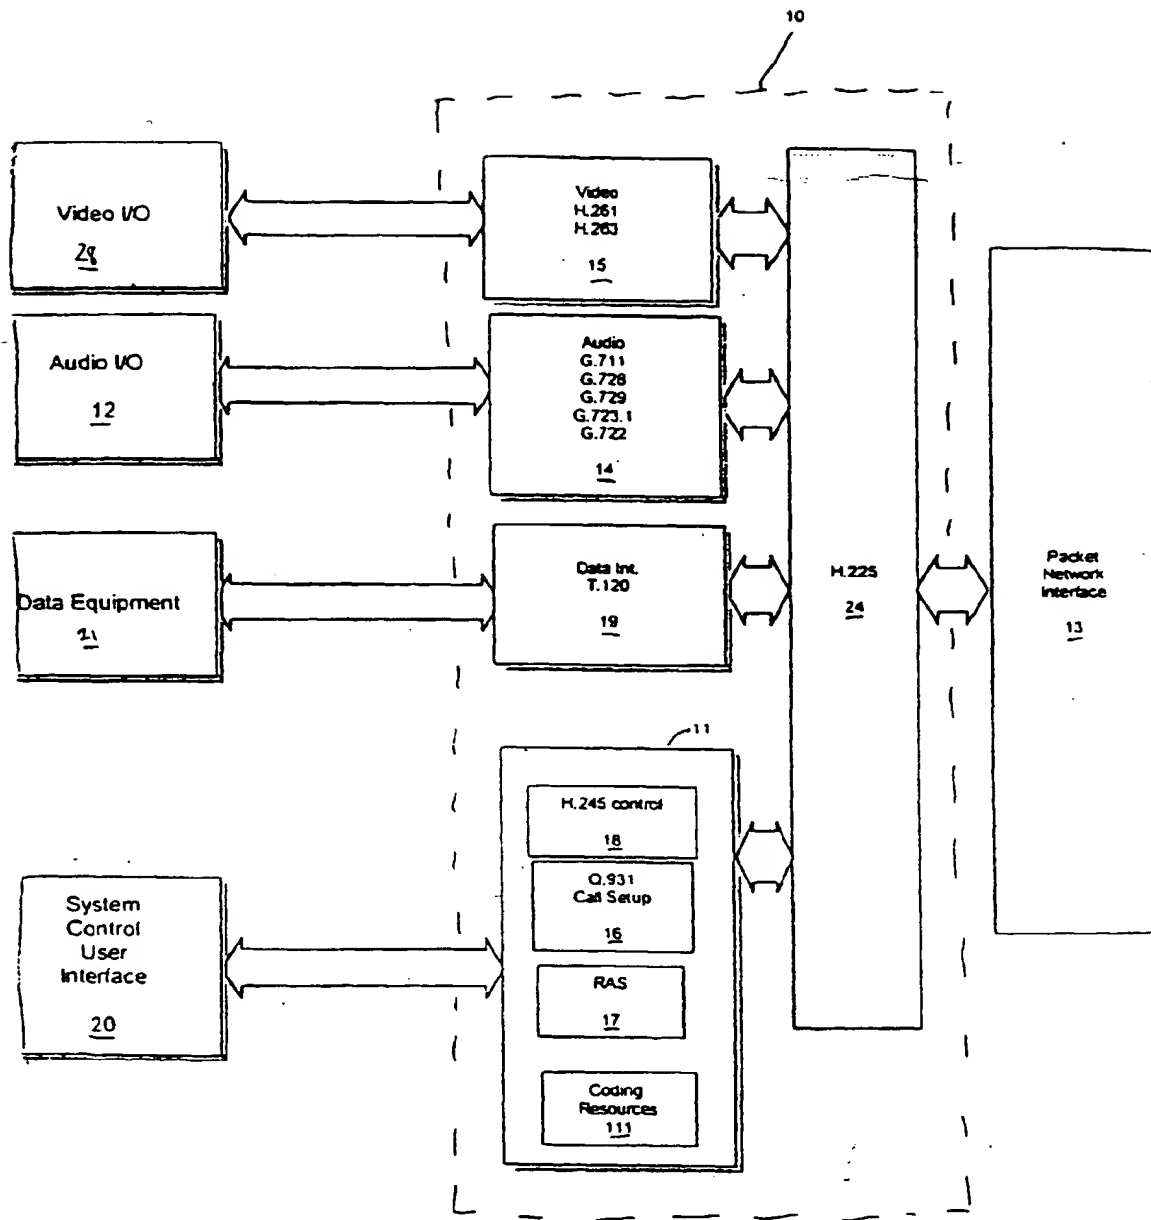 10
Video I/O
28
Video
H.261
H.263
15
Audio I/O
12
Audio
G.711
G.728
G.729
G.723.1
G.722
14
Data Equipment
21
Data Int.
T.120
19
H.225
24
Packet
Network
Interface
13
11
H.245 control
18
Q.931
Call Setup
16
RAS
17
Coding
Resources
111
System
Control
User
Interface
20